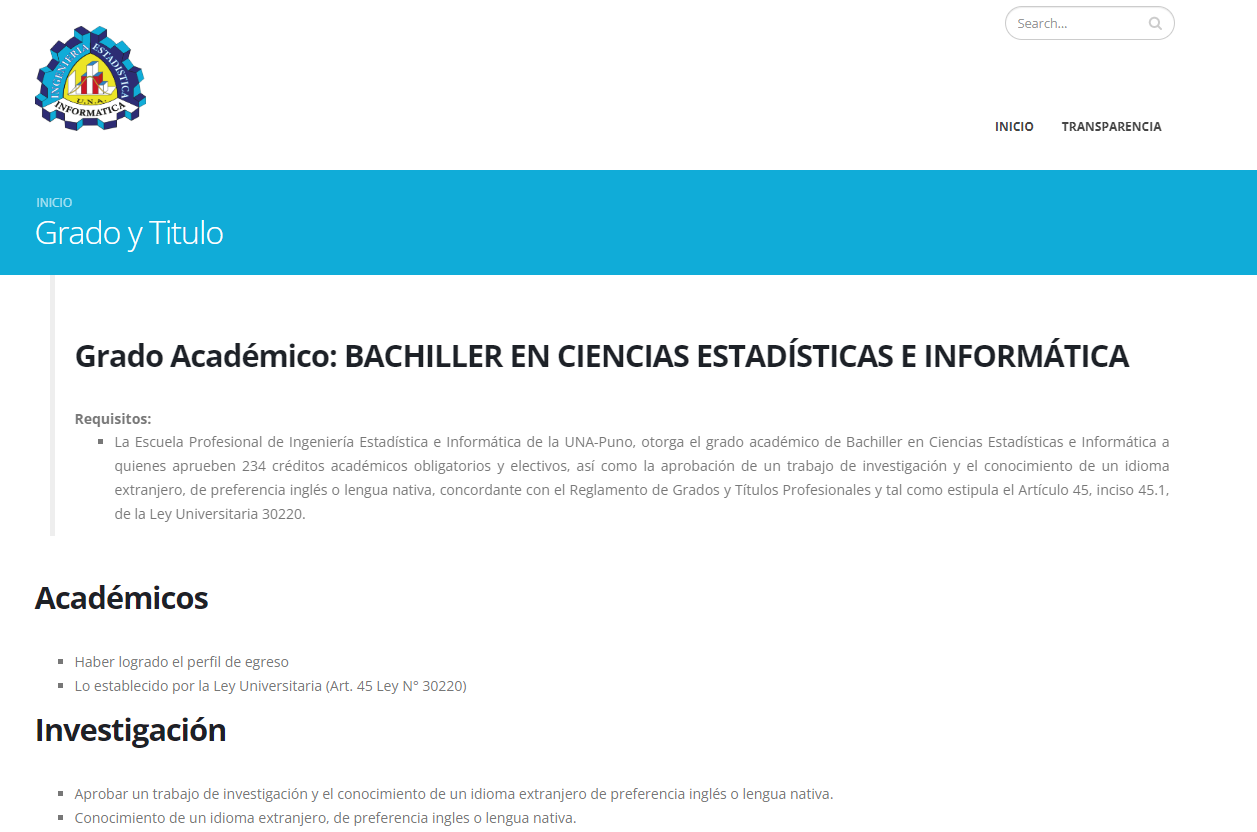 Search...
INGENIERIA ESTADISTICA
U.N.A.
INFORMATICA
INICIO
TRANSPARENCIA
INICIO
Grado y Titulo
Grado Académico: BACHILLER EN CIENCIAS ESTADÍSTICAS E INFORMÁTICA
Requisitos:
La Escuela Profesional de Ingeniería Estadística e Informática de la UNA-Puno, otorga el grado académico de Bachiller en Ciencias Estadísticas e Informática a
quienes aprueben 234 créditos académicos obligatorios y electivos, así como la aprobación de un trabajo de investigación y el conocimiento de un idioma
extranjero, de preferencia inglés o lengua nativa, concordante con el Reglamento de Grados y Títulos Profesionales y tal como estipula el Artículo 45, inciso 45.1,
de la Ley Universitaria 30220.
Académicos
Haber logrado el perfil de egreso
Lo establecido por la Ley Universitaria (Art. 45 Ley N° 30220)
Investigación
Aprobar un trabajo de investigación y el conocimiento de un idioma extranjero de preferencia inglés o lengua nativa.
Conocimiento de un idioma extranjero, de preferencia ingles o lengua nativa.